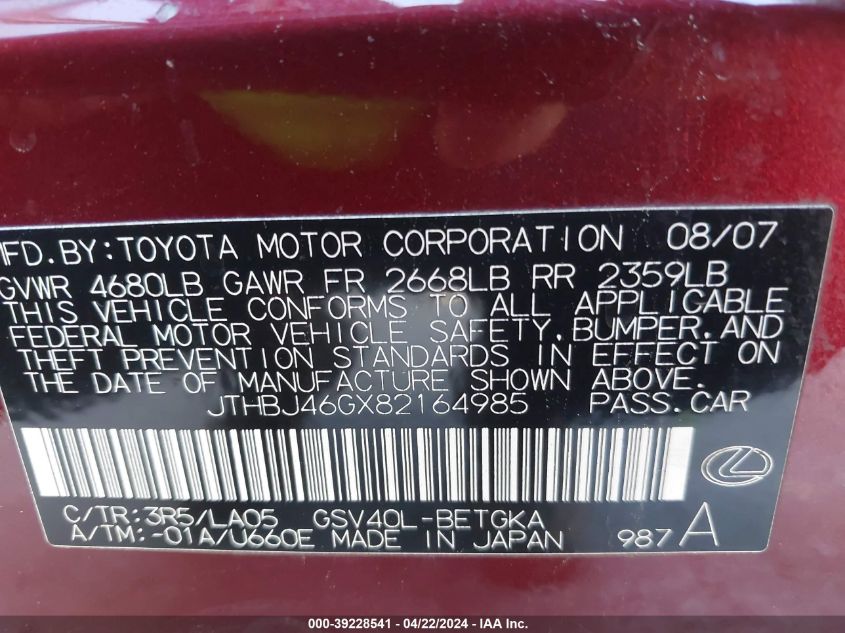 MFD. BY: TOYOTA MOTOR CORPORATION 08/07
GVWR 4680LB GAWR FR 2668LB RR 2359LB
THIS VEHICLE CONFORMS TO ALL APPLICABLE
FEDERAL MOTOR VEHICLE SAFETY, BUMPER, AND
THEFT PREVENTION STANDARDS IN EFFECT ON
THE DATE OF MANUFACTURE SHOWN ABOVE.
JTHBJ46GX82164985 PASS. CAR
C/TR: 3R5/LA05 GSV40L-BETGKA
A/TM: -01A/U660E MADE IN JAPAN 987 A
000-39228541 - 04/22/2024 - IAA Inc.